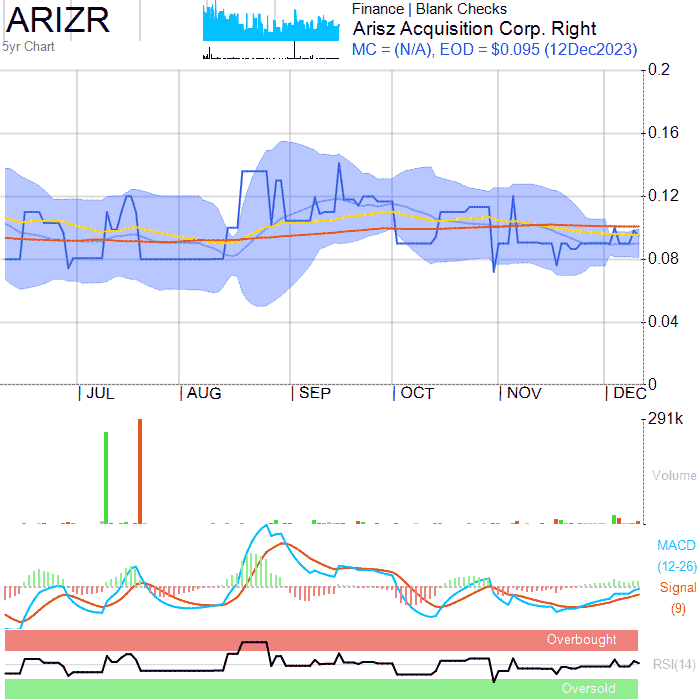 ARIZR
5yr Chart
Finance | Blank Checks
Arisz Acquisition Corp. Right
MC = (N/A), EOD = $0.095 (12Dec2023)
0.2
0.16
0.12
0.08
0.04
0
| JUL | AUG | SEP | OCT | NOV | DEC
291k
Volume
MACD
(12-26)
Signal
(9)
Overbought
RSI(14)
Oversold